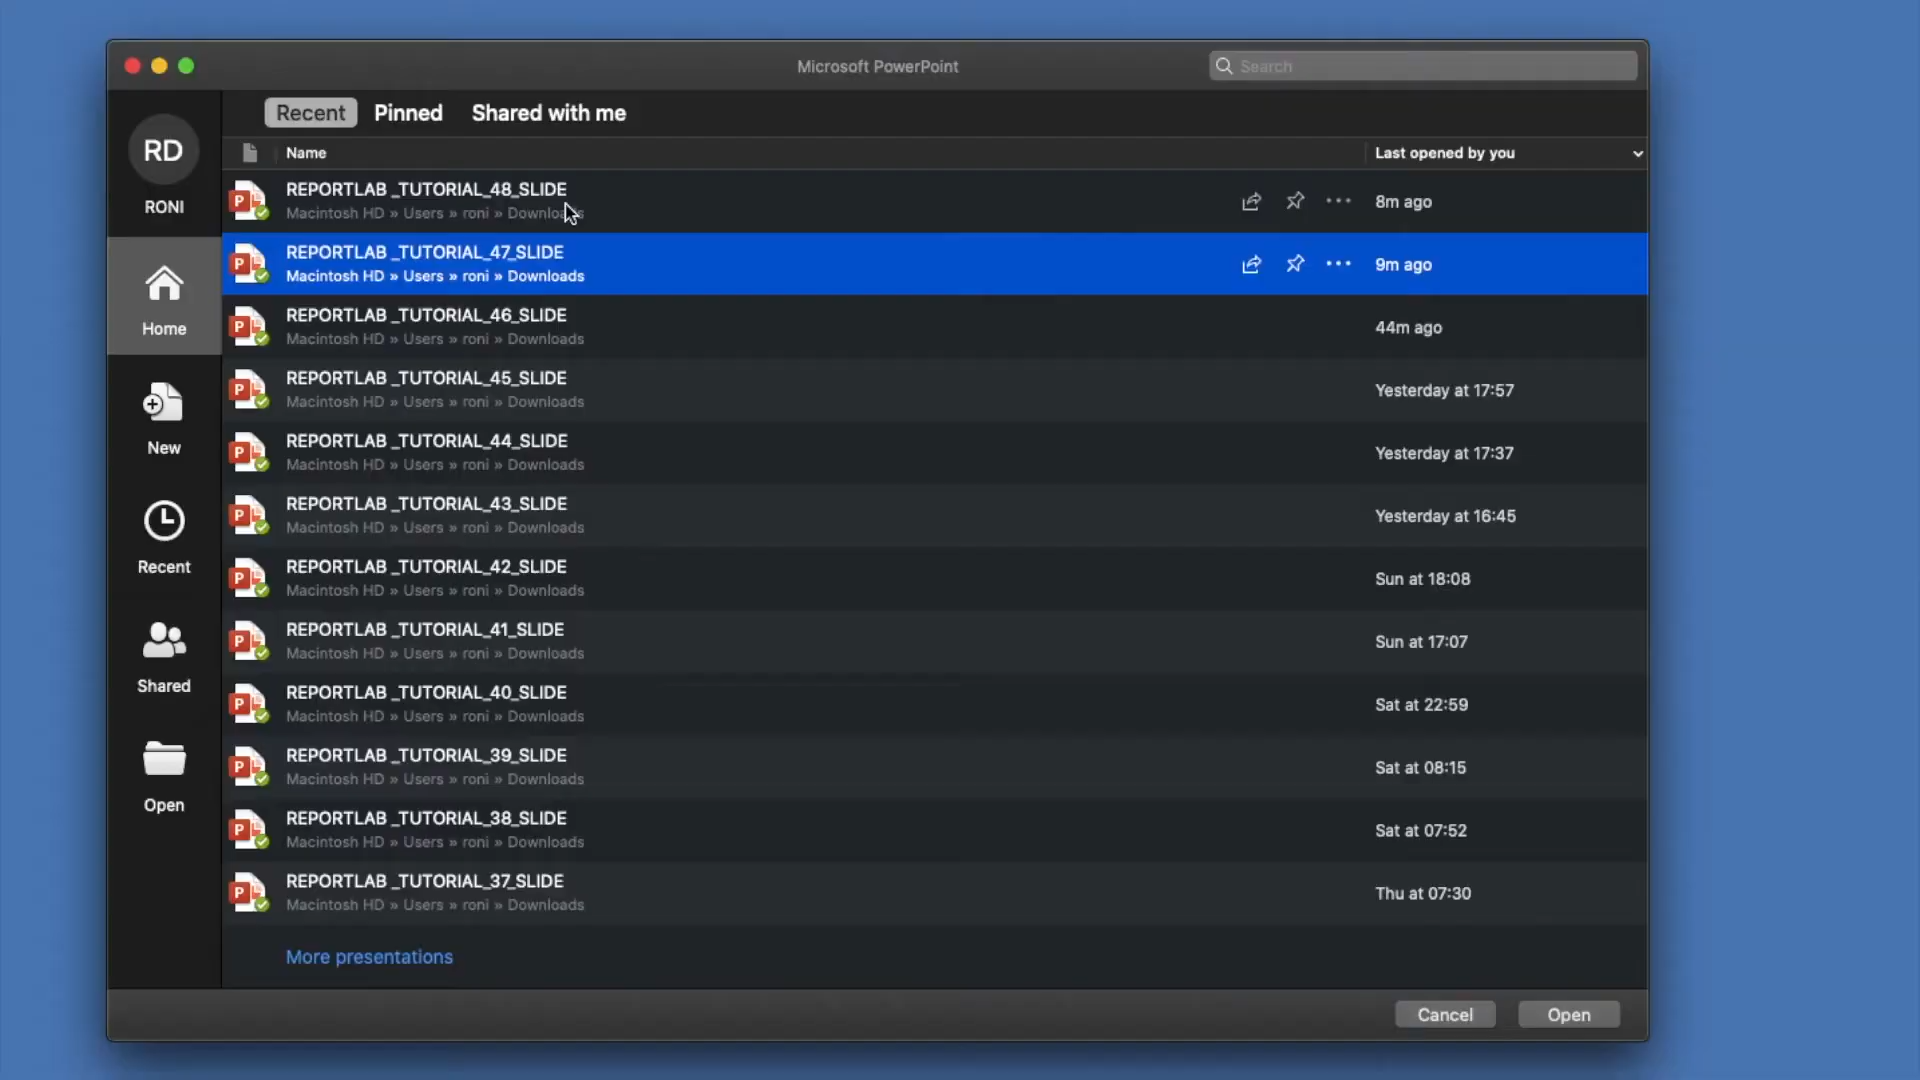 Microsoft PowerPoint
Search
RD
RONI
Home
New
Recent
Shared
Open
Recent Pinned Shared with me
Name Last opened by you
REPORTLAB _TUTORIAL_48_SLIDE
Macintosh HD » Users » roni » Downloads
8m ago
REPORTLAB _TUTORIAL_47_SLIDE
Macintosh HD » Users » roni » Downloads
9m ago
REPORTLAB _TUTORIAL_46_SLIDE
Macintosh HD » Users » roni » Downloads
44m ago
REPORTLAB _TUTORIAL_45_SLIDE
Macintosh HD » Users » roni » Downloads
Yesterday at 17:57
REPORTLAB _TUTORIAL_44_SLIDE
Macintosh HD » Users » roni » Downloads
Yesterday at 17:37
REPORTLAB _TUTORIAL_43_SLIDE
Macintosh HD » Users » roni » Downloads
Yesterday at 16:45
REPORTLAB _TUTORIAL_42_SLIDE
Macintosh HD » Users » roni » Downloads
Sun at 18:08
REPORTLAB _TUTORIAL_41_SLIDE
Macintosh HD » Users » roni » Downloads
Sun at 17:07
REPORTLAB _TUTORIAL_40_SLIDE
Macintosh HD » Users » roni » Downloads
Sat at 22:59
REPORTLAB _TUTORIAL_39_SLIDE
Macintosh HD » Users » roni » Downloads
Sat at 08:15
REPORTLAB _TUTORIAL_38_SLIDE
Macintosh HD » Users » roni » Downloads
Sat at 07:52
REPORTLAB _TUTORIAL_37_SLIDE
Macintosh HD » Users » roni » Downloads
Thu at 07:30
More presentations
Cancel Open